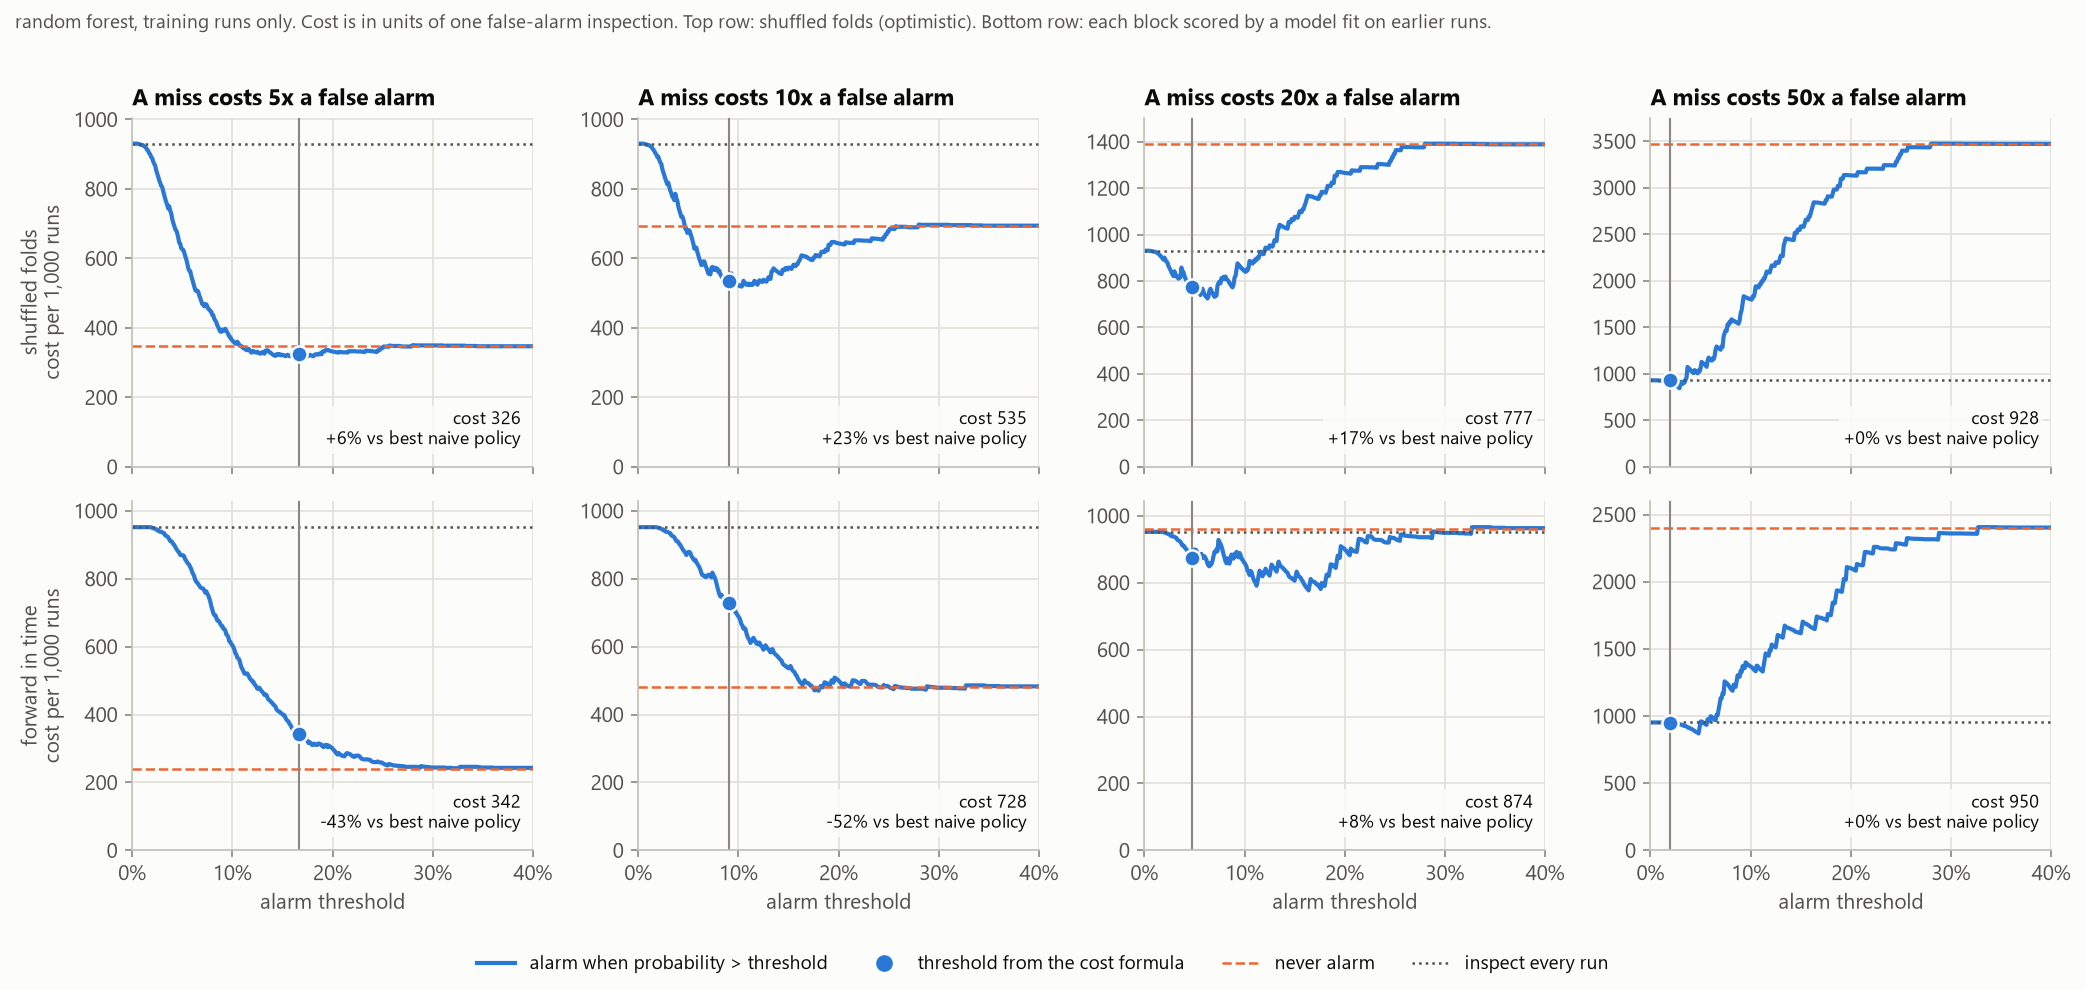 random forest, training runs only. Cost is in units of one false-alarm inspection. Top row: shuffled folds (optimistic). Bottom row: each block scored by a model fit on earlier runs.
A miss costs 5x a false alarm
A miss costs 10x a false alarm
A miss costs 20x a false alarm
A miss costs 50x a false alarm
shuffled folds
cost per 1,000 runs
1000
800
600
400
200
0
cost 326
+6% vs best naive policy
1000
800
600
400
200
0
cost 535
+23% vs best naive policy
1400
1200
1000
800
600
400
200
0
cost 777
+17% vs best naive policy
3500
3000
2500
2000
1500
1000
500
0
cost 928
+0% vs best naive policy
forward in time
cost per 1,000 runs
1000
800
600
400
200
0
cost 342
-43% vs best naive policy
0% 10% 20% 30% 40%
alarm threshold
1000
800
600
400
200
0
cost 728
-52% vs best naive policy
0% 10% 20% 30% 40%
alarm threshold
1000
800
600
400
200
0
cost 874
+8% vs best naive policy
0% 10% 20% 30% 40%
alarm threshold
2500
2000
1500
1000
500
0
cost 950
+0% vs best naive policy
0% 10% 20% 30% 40%
alarm threshold
alarm when probability > threshold
threshold from the cost formula
never alarm
inspect every run